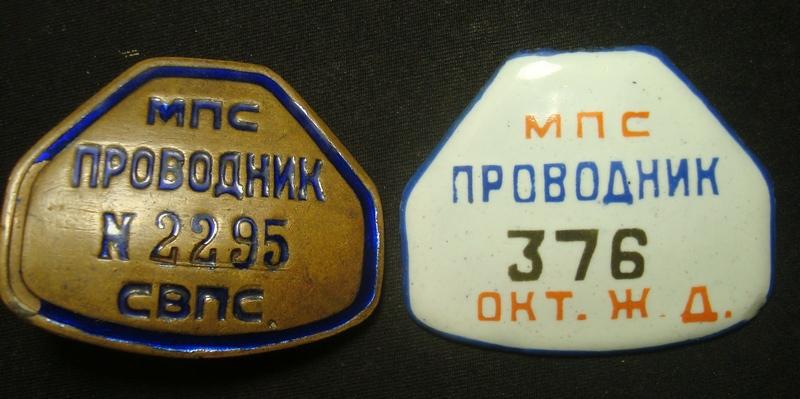 МПС
ПРОВОДНИК
N 2295
СВПС
МПС
ПРОВОДНИК
376
ОКТ. Ж. Д.